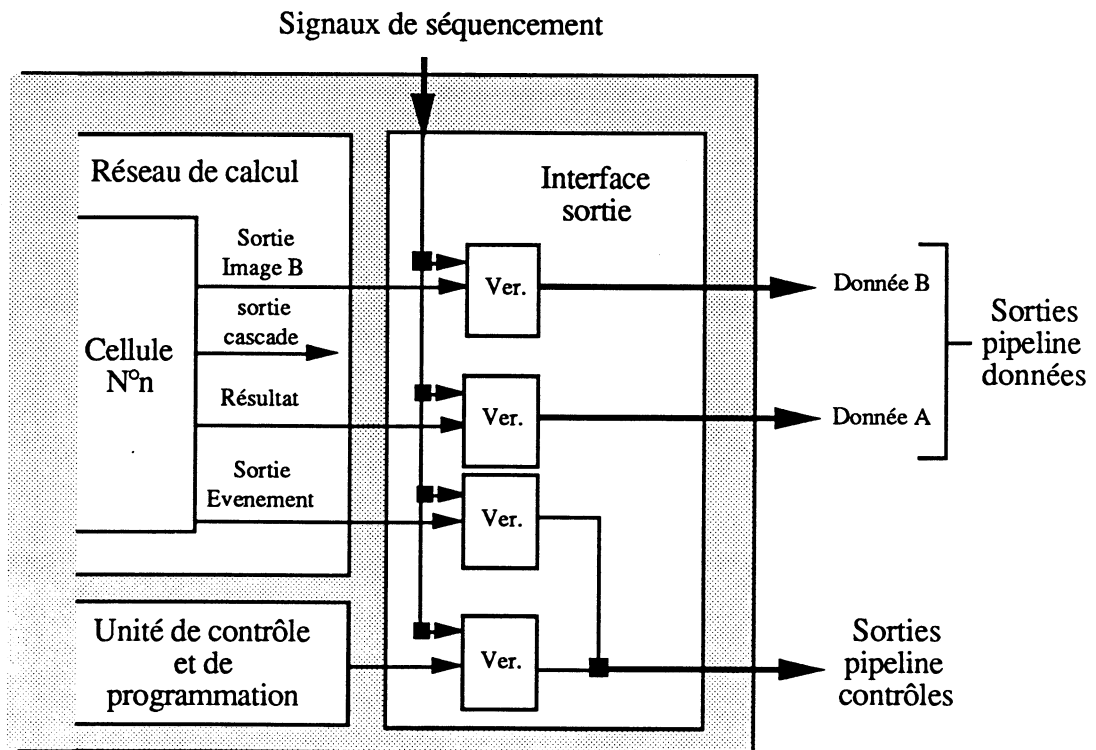 Signaux de séquencement
Réseau de calcul
Interface
sortie
Sortie
Image B
sortie
cascade
Cellule
N°n
Résultat
Sortie
Evenement
Ver.
Ver.
Ver.
Ver.
Donnée B
Donnée A
Sorties
pipeline
données
Unité de contrôle
et de
programmation
Sorties
pipeline
contrôles